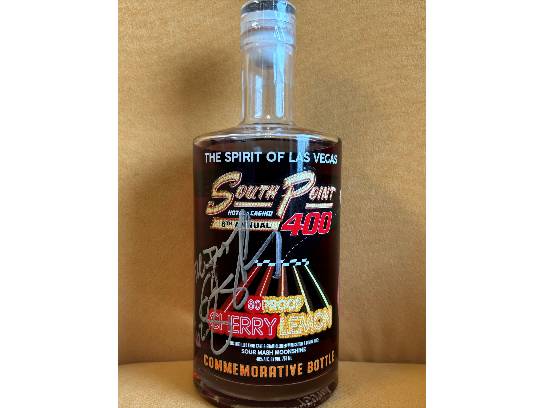 THE SPIRIT OF LAS VEGAS
SOUTH POINT
HOTEL & CASINO
8TH ANNUAL 400
80 PROOF
CHERRY LEMON
SOUR MASH MOONSHINE
COMMEMORATIVE BOTTLE